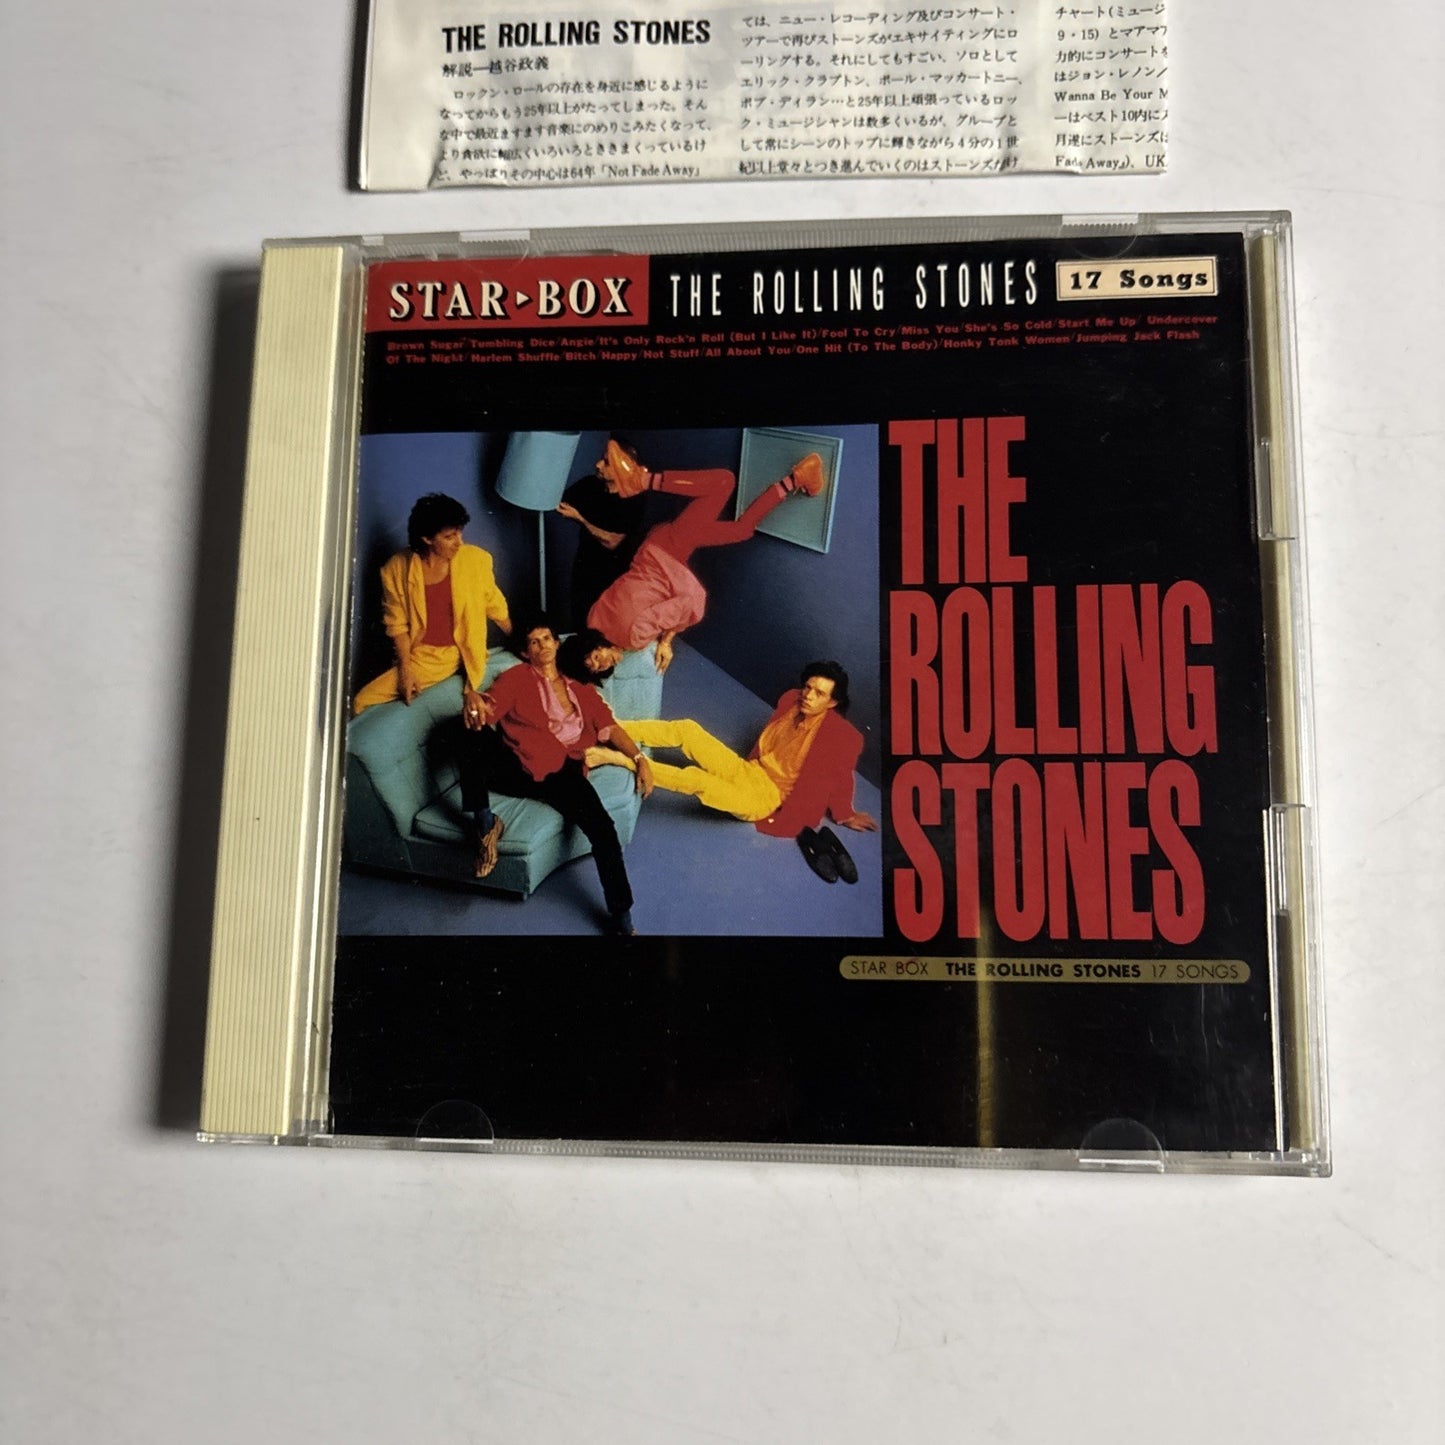 THE ROLLING STONES
解説—越谷政義
ロックン・ロールの存在を身近に感じるように
なってからもう25年以上がたってしまった。そん
な中で最近ますます音楽にのめりこみたくなって、
より貪欲に幅広くいろいろとききまくっているけ
ど、やっぱりその中心は64年「Not Fade Away」
ては、ニュー・レコーディング及びコンサート・
ツアーで再びストーンズがエキサイティングにロ
ーリングする。それにしてもすごい、ソロとして
エリック・クラプトン、ポール・マッカートニー、
ボブ・ディラン…と25年以上頑張っているロッ
ク・ミュージシャンは数多くいるが、グループと
して常にシーンのトップに輝きながら4分の1世
紀以上堂々とつき進んでいくのはストーンズだけ
チャート(ミュージ
9・15)とマアマア
力的にコンサートを
はジョン・レノン/
Wanna Be Your M
ーはベスト10内に入
月遂にストーンズは
Fade Away』)、UK
STAR▶BOX THE ROLLING STONES 17 Songs
Brown Sugar/Tumbling Dice/Angie/It's Only Rock'n Roll (But I Like It)/Fool To Cry/Miss You/She's So Cold/Start Me Up/ Undercover
Of The Night/Harlem Shuffle/Bitch/Happy/Hot Stuff/All About You/One Hit (To The Body)/Honky Tonk Women/Jumping Jack Flash
THE
ROLLING
STONES
STAR BOX THE ROLLING STONES 17 SONGS